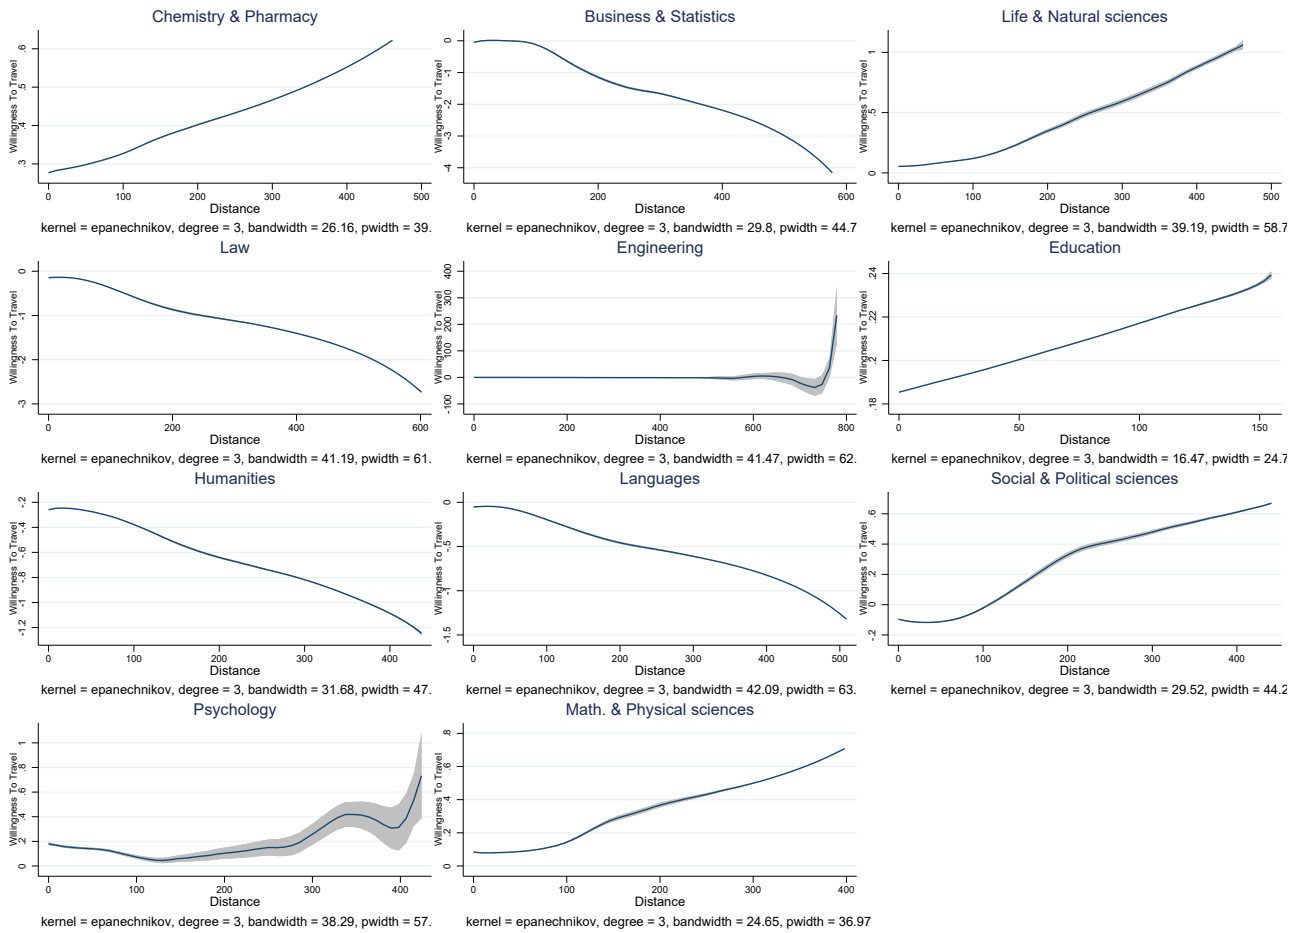 Chemistry & Pharmacy
Willingness To Travel
.6
.5
.4
.3
0
100
200
300
400
500
Distance
kernel = epanechnikov, degree = 3, bandwidth = 26.16, pwidth = 39.
Business & Statistics
Willingness To Travel
0
-1
-2
-3
-4
0
200
400
600
Distance
kernel = epanechnikov, degree = 3, bandwidth = 29.8, pwidth = 44.7
Life & Natural sciences
Willingness To Travel
1
.5
0
0
100
200
300
400
500
Distance
kernel = epanechnikov, degree = 3, bandwidth = 39.19, pwidth = 58.7
Law
Willingness To Travel
0
-1
-2
-3
0
200
400
600
Distance
kernel = epanechnikov, degree = 3, bandwidth = 41.19, pwidth = 61.
Engineering
Willingness To Travel
400
300
200
100
0
-100
0
200
400
600
800
Distance
kernel = epanechnikov, degree = 3, bandwidth = 41.47, pwidth = 62.
Education
Willingness To Travel
.24
.22
.2
.18
0
50
100
150
Distance
kernel = epanechnikov, degree = 3, bandwidth = 16.47, pwidth = 24.7
Humanities
Willingness To Travel
-.2
-.4
-.6
-.8
-1
-1.2
0
100
200
300
400
Distance
kernel = epanechnikov, degree = 3, bandwidth = 31.68, pwidth = 47.
Languages
Willingness To Travel
0
-.5
-1
-1.5
0
100
200
300
400
500
Distance
kernel = epanechnikov, degree = 3, bandwidth = 42.09, pwidth = 63.
Social & Political sciences
Willingness To Travel
.6
.4
.2
0
-.2
0
100
200
300
400
Distance
kernel = epanechnikov, degree = 3, bandwidth = 29.52, pwidth = 44.2
Psychology
Willingness To Travel
1
.8
.6
.4
.2
0
0
100
200
300
400
Distance
kernel = epanechnikov, degree = 3, bandwidth = 38.29, pwidth = 57.
Math. & Physical sciences
Willingness To Travel
.8
.6
.4
.2
0
0
100
200
300
400
Distance
kernel = epanechnikov, degree = 3, bandwidth = 24.65, pwidth = 36.97